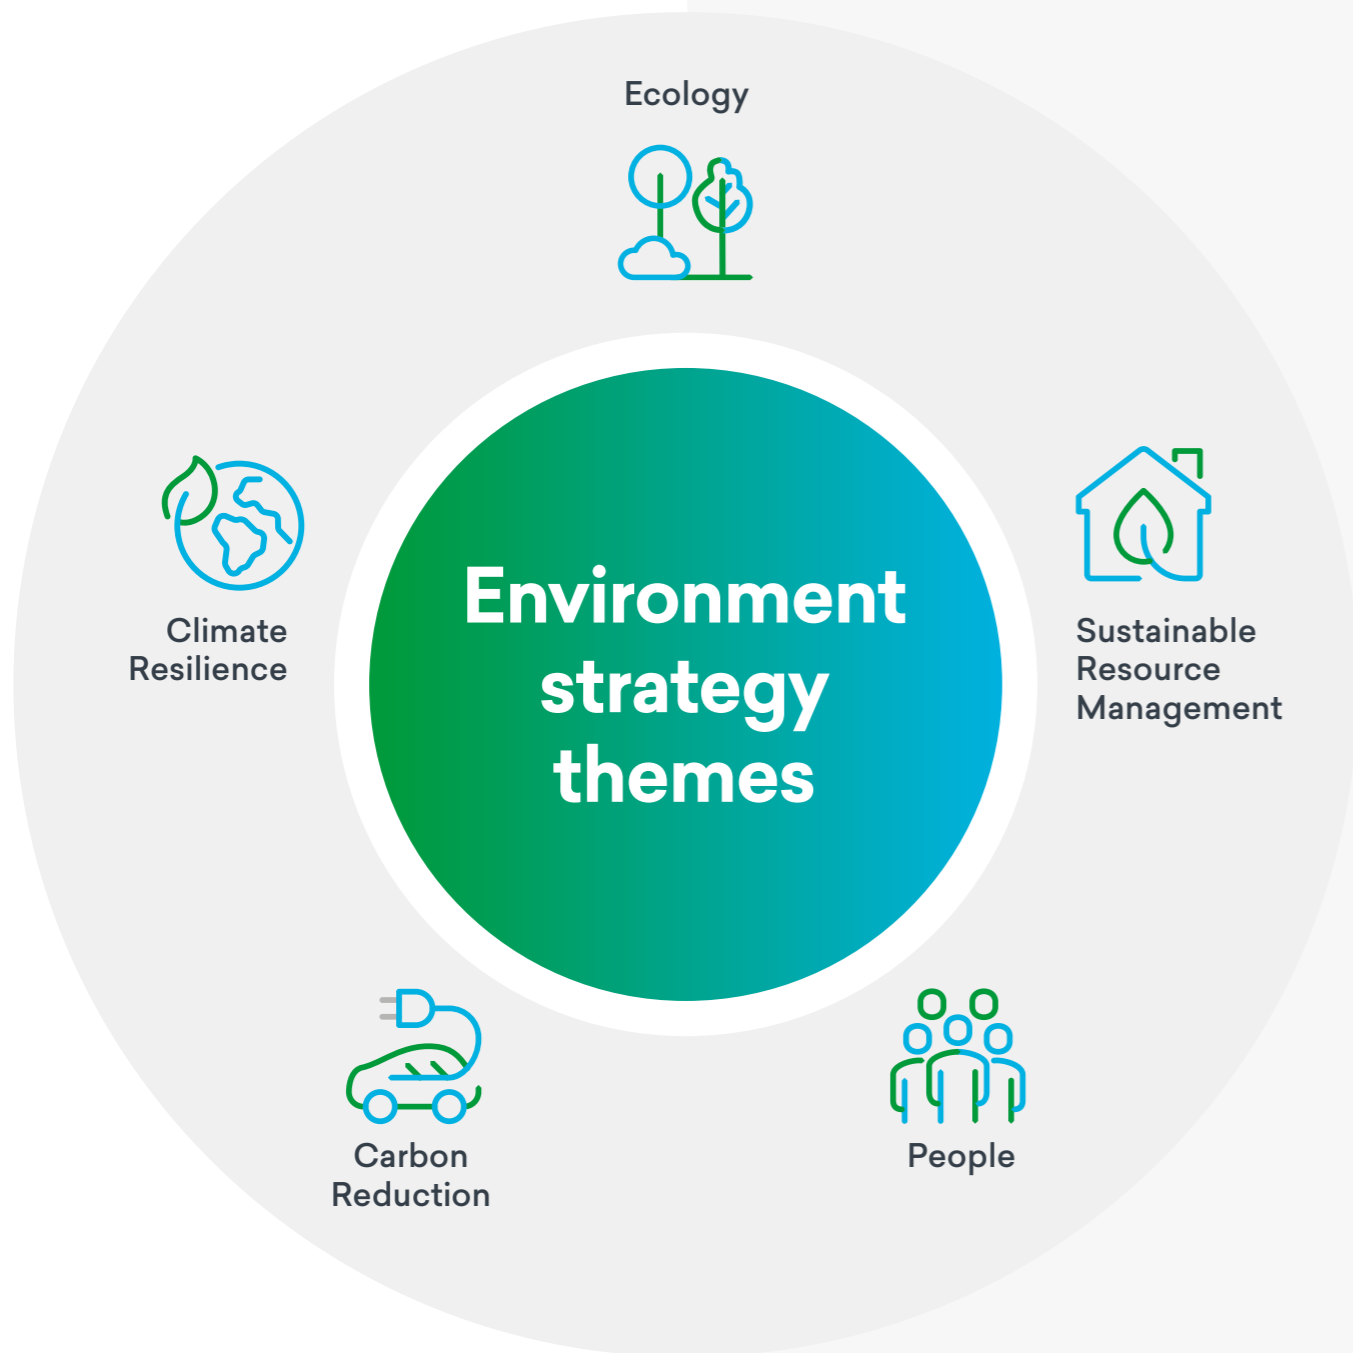 Ecology
Climate
Resilience
Environment
strategy
themes
Sustainable
Resource
Management
Carbon
Reduction
People